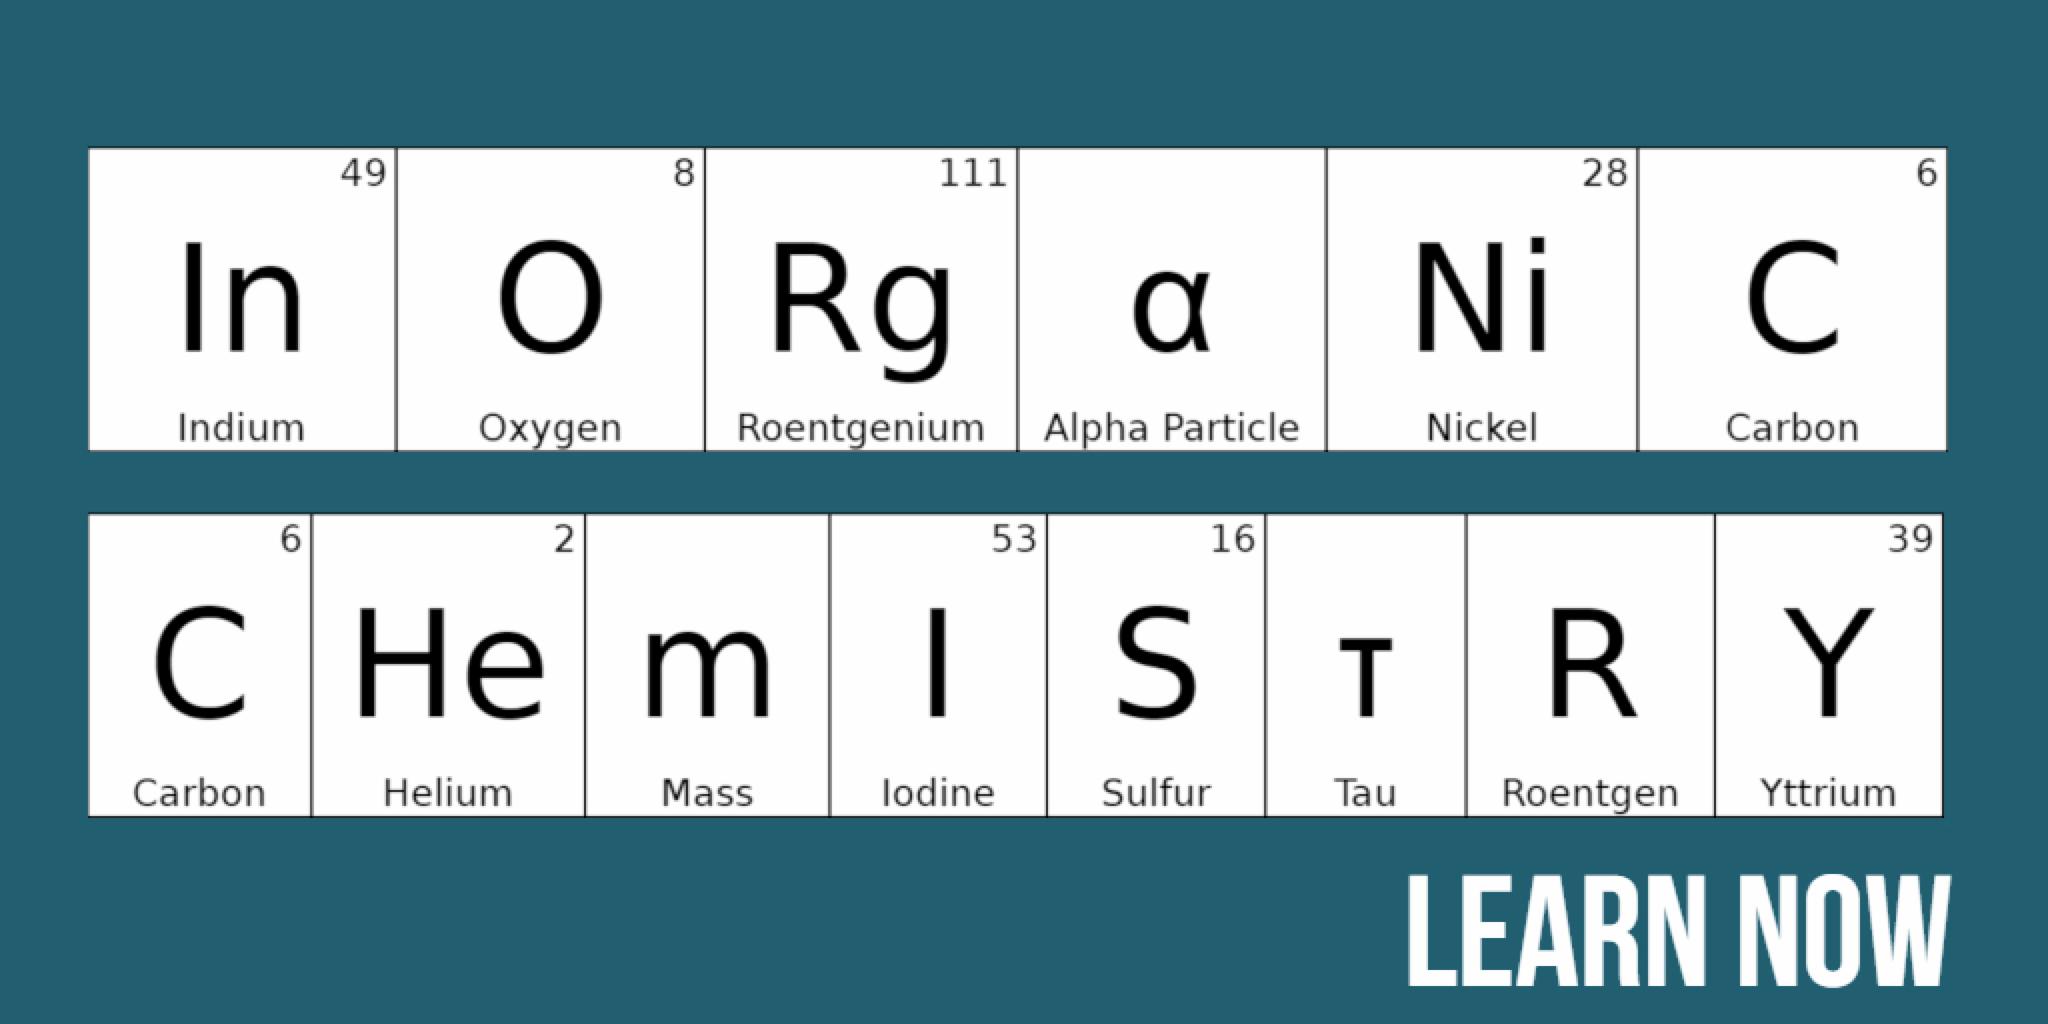 49 8 111 28 6
In O Rg α Ni C
Indium Oxygen Roentgenium Alpha Particle Nickel Carbon
6 2 53 16 39
C He m I S τ R Y
Carbon Helium Mass Iodine Sulfur Tau Roentgen Yttrium
LEARN NOW